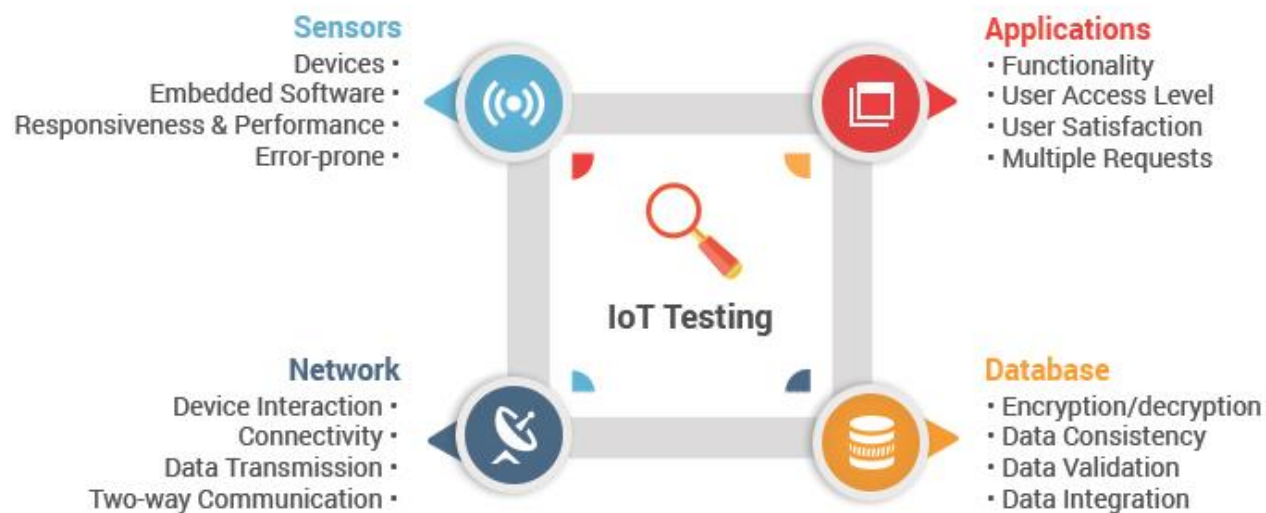 Sensors
Devices •
Embedded Software •
Responsiveness & Performance •
Error-prone •
Applications
• Functionality
• User Access Level
• User Satisfaction
• Multiple Requests
IoT Testing
Network
Device Interaction •
Connectivity •
Data Transmission •
Two-way Communication •
Database
• Encryption/decryption
• Data Consistency
• Data Validation
• Data Integration